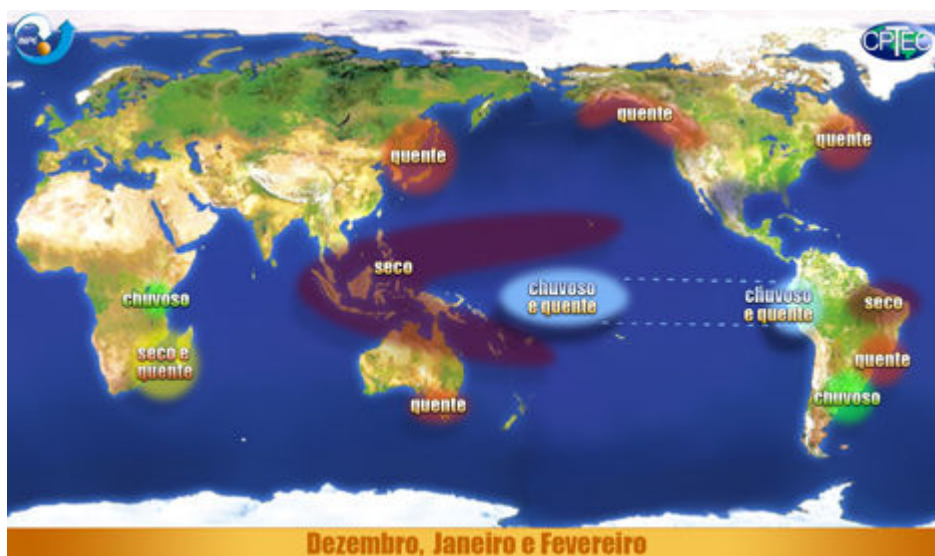 CPTEC
quente
quente
quente
seco
chuvoso
e quente
chuvoso
e quente
seco
chuvoso
seco e
quente
quente
chuvoso
quente
Dezembro, Janeiro e Fevereiro